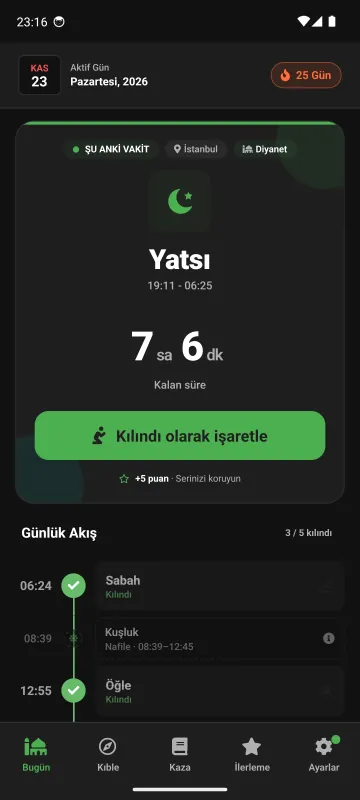 23:16
KAS
23
Aktif Gün
Pazartesi, 2026
25 Gün
ŞU ANKİ VAKİT
İstanbul
Diyanet
Yatsı
19:11 - 06:25
7 sa 6 dk
Kalan süre
Kılındı olarak işaretle
+5 puan · Serinizi koruyun
Günlük Akış
3 / 5 kılındı
06:24
Sabah
Kılındı
08:39
Kuşluk
Nafile · 08:39–12:45
12:55
Öğle
Kılındı
Bugün
Kıble
Kaza
İlerleme
Ayarlar